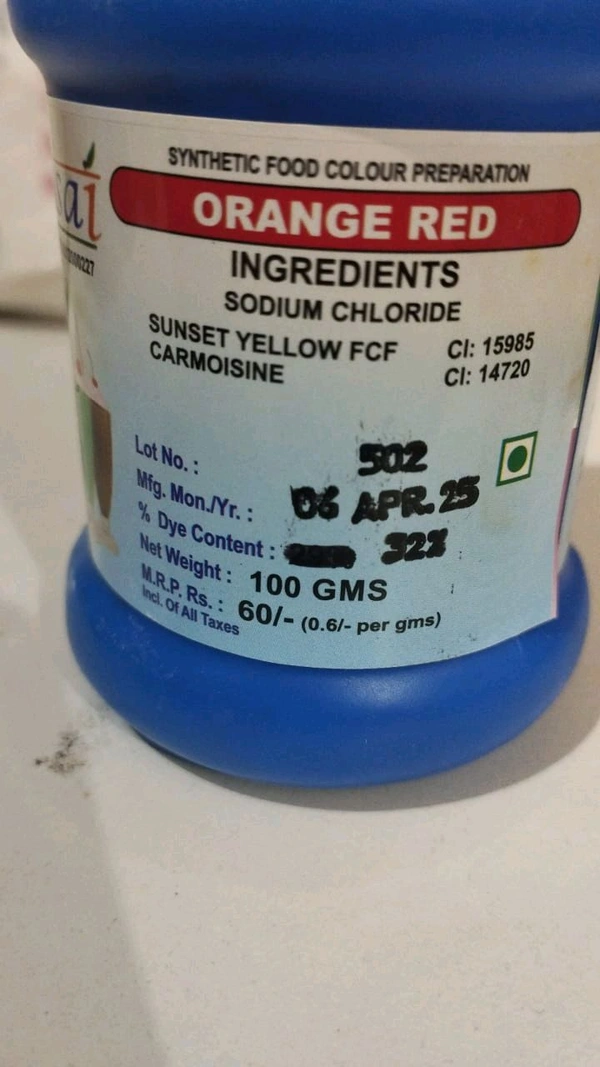 SYNTHETIC FOOD COLOUR PREPARATION
ORANGE RED
INGREDIENTS
SODIUM CHLORIDE
SUNSET YELLOW FCF CI: 15985
CARMOISINE CI: 14720
Lot No. : 502
Mfg. Mon./Yr. : 06 APR. 25
% Dye Content : 32%
Net Weight : 100 GMS
M.R.P. Rs. : 60/- (0.6/- per gms)
Incl. Of All Taxes